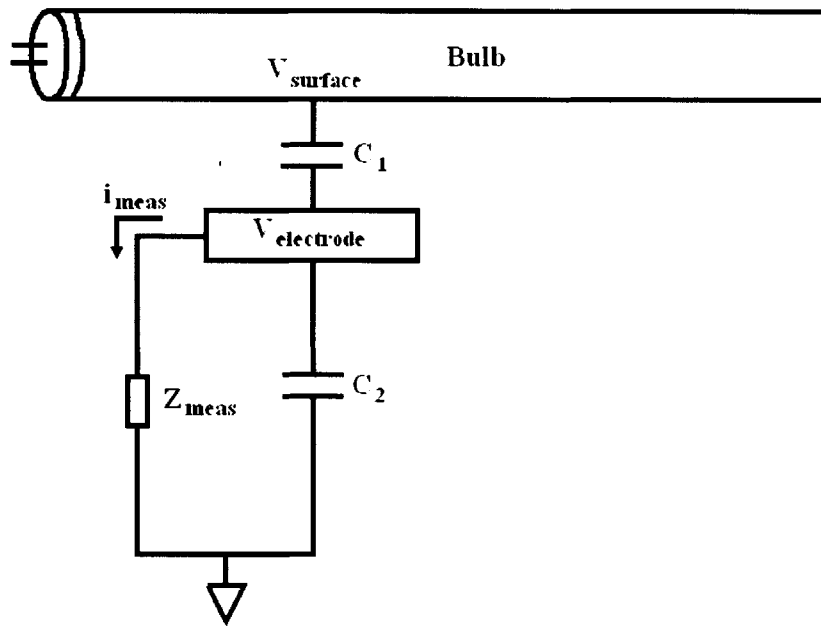 Bulb
V surface
C 1
i meas
V electrode
Z meas
C 2